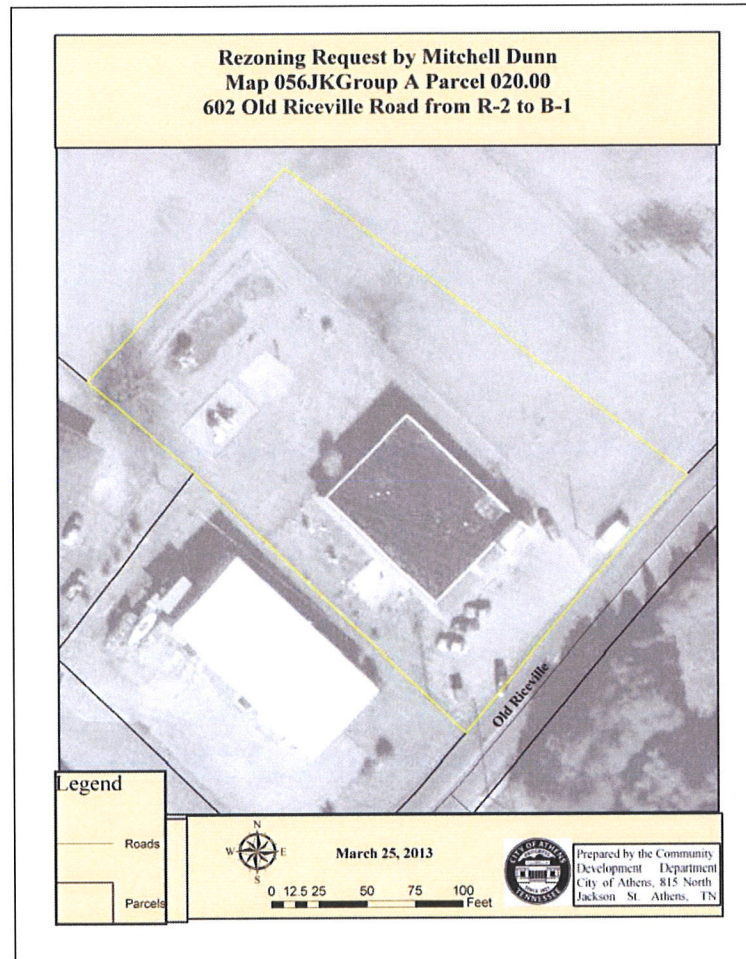 Rezoning Request by Mitchell Dunn
Map 056JKGroup A Parcel 020.00
602 Old Riceville Road from R-2 to B-1
Old Riceville
Legend
Roads
Parcels
N
W E
S
March 25, 2013
0 12.5 25 50 75 100
Feet
CITY OF ATHENS
TENNESSEE
Prepared by the Community
Development Department
City of Athens, 815 North
Jackson St. Athens, TN